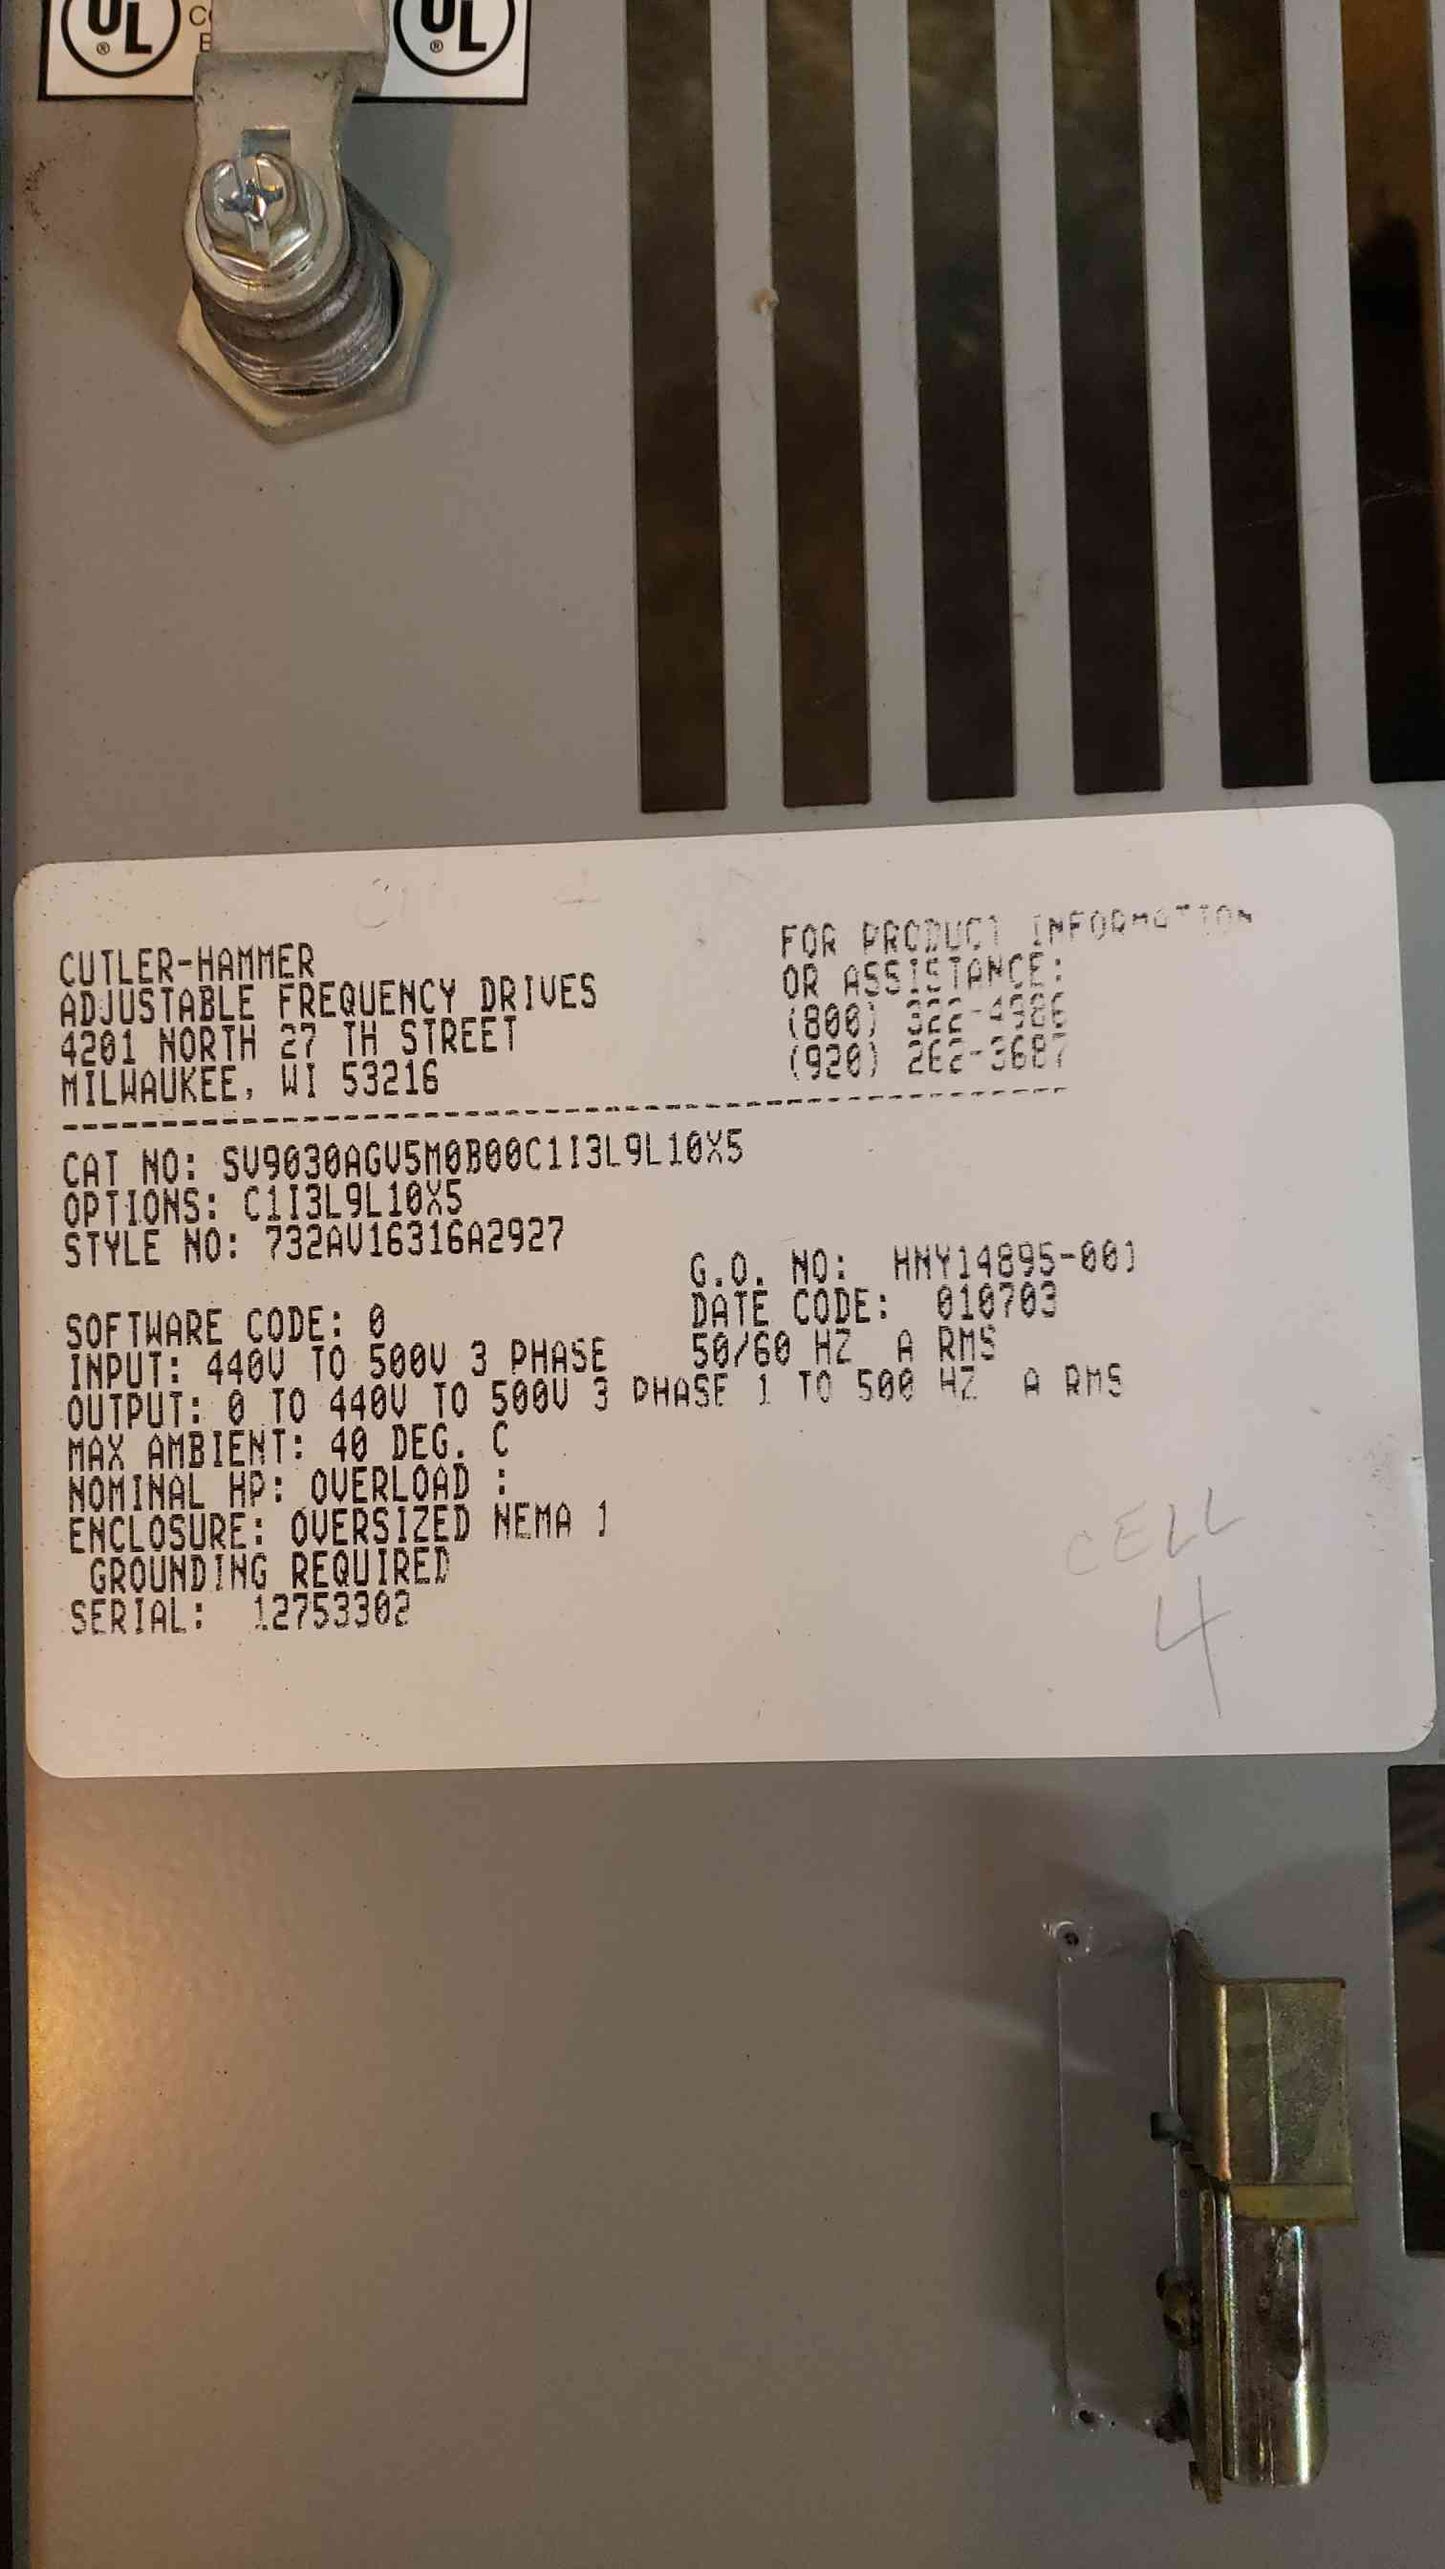 UL ® UL ®
CUTLER-HAMMER
ADJUSTABLE FREQUENCY DRIVES
4201 NORTH 27 TH STREET
MILWAUKEE, WI 53216
FOR PRODUCT INFORMATION
OR ASSISTANCE:
(800) 322-4986
(920) 262-3687
CAT NO: SV9030AGV5M0B00C1I3L9L10X5
OPTIONS: C1I3L9L10X5
STYLE NO: 732AV16316A2927
G.O. NO: HNY14895-001
SOFTWARE CODE: 0 DATE CODE: 010703
INPUT: 440V TO 500V 3 PHASE 50/60 HZ A RMS
OUTPUT: 0 TO 440V TO 500V 3 PHASE 1 TO 500 HZ A RMS
MAX AMBIENT: 40 DEG. C
NOMINAL HP: OVERLOAD :
ENCLOSURE: OVERSIZED NEMA 1
GROUNDING REQUIRED
SERIAL: 12753302
CELL
4